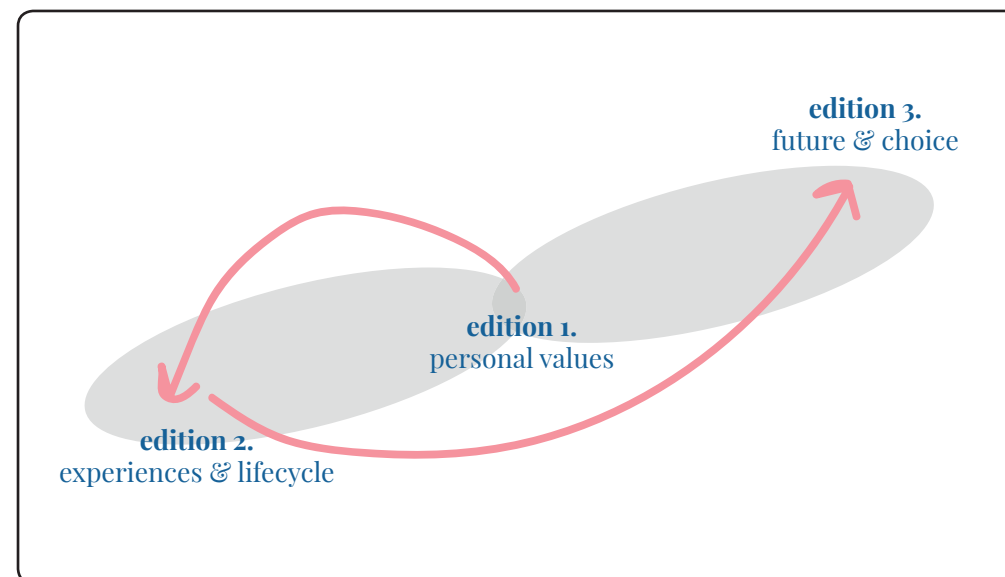 edition 3.
future & choice
edition 1.
personal values
edition 2.
experiences & lifecycle